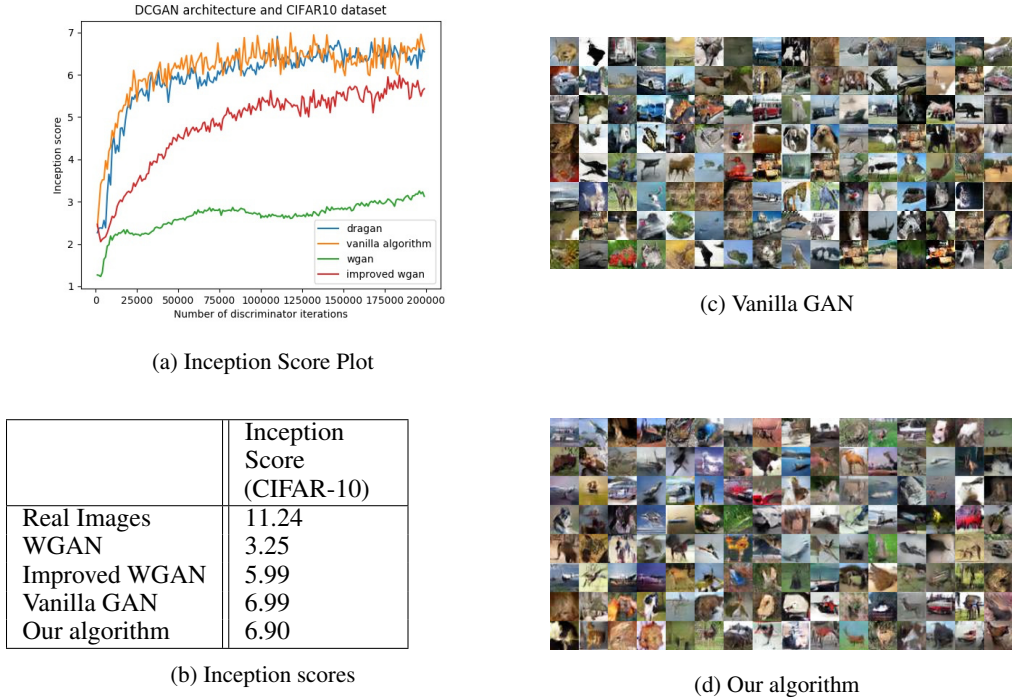 DCGAN architecture and CIFAR10 dataset
7
6
5
4
3
2
1
Inception score
dragan
vanilla algorithm
wgan
improved wgan
0 25000 50000 75000 100000 125000 150000 175000 200000
Number of discriminator iterations
(a) Inception Score Plot
(c) Vanilla GAN
Inception
Score
(CIFAR-10)
Real Images 11.24
WGAN 3.25
Improved WGAN 5.99
Vanilla GAN 6.99
Our algorithm 6.90
(b) Inception scores
(d) Our algorithm